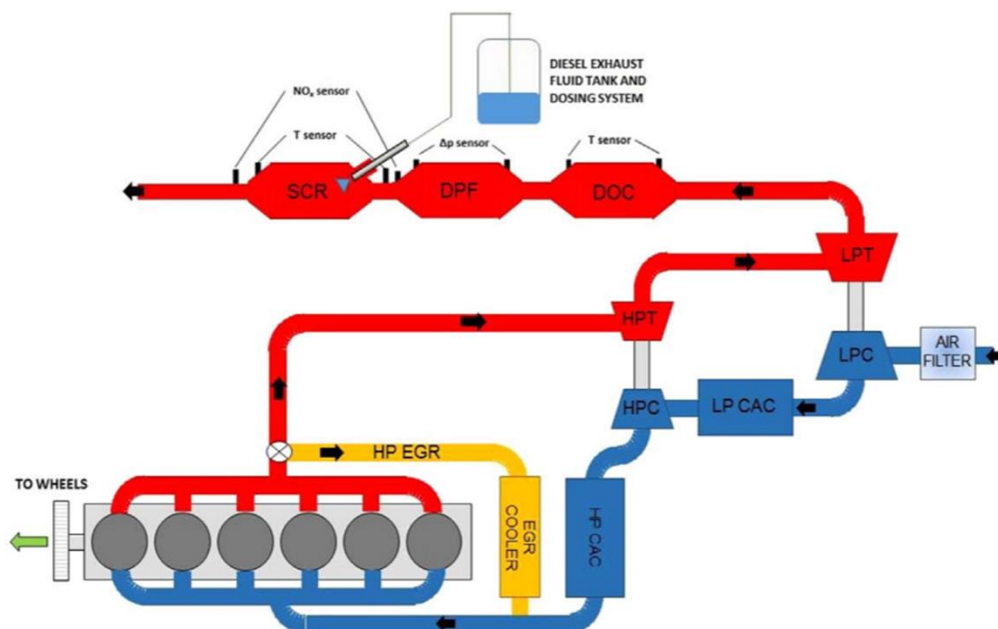 DIESEL EXHAUST
FLUID TANK AND
DOSING SYSTEM
NOx sensor
T sensor
Δp sensor
T sensor
SCR
DPF
DOC
LPT
HPT
LPC
AIR
FILTER
HPC
LP CAC
HP EGR
TO WHEELS
EGR
COOLER
HP CAC